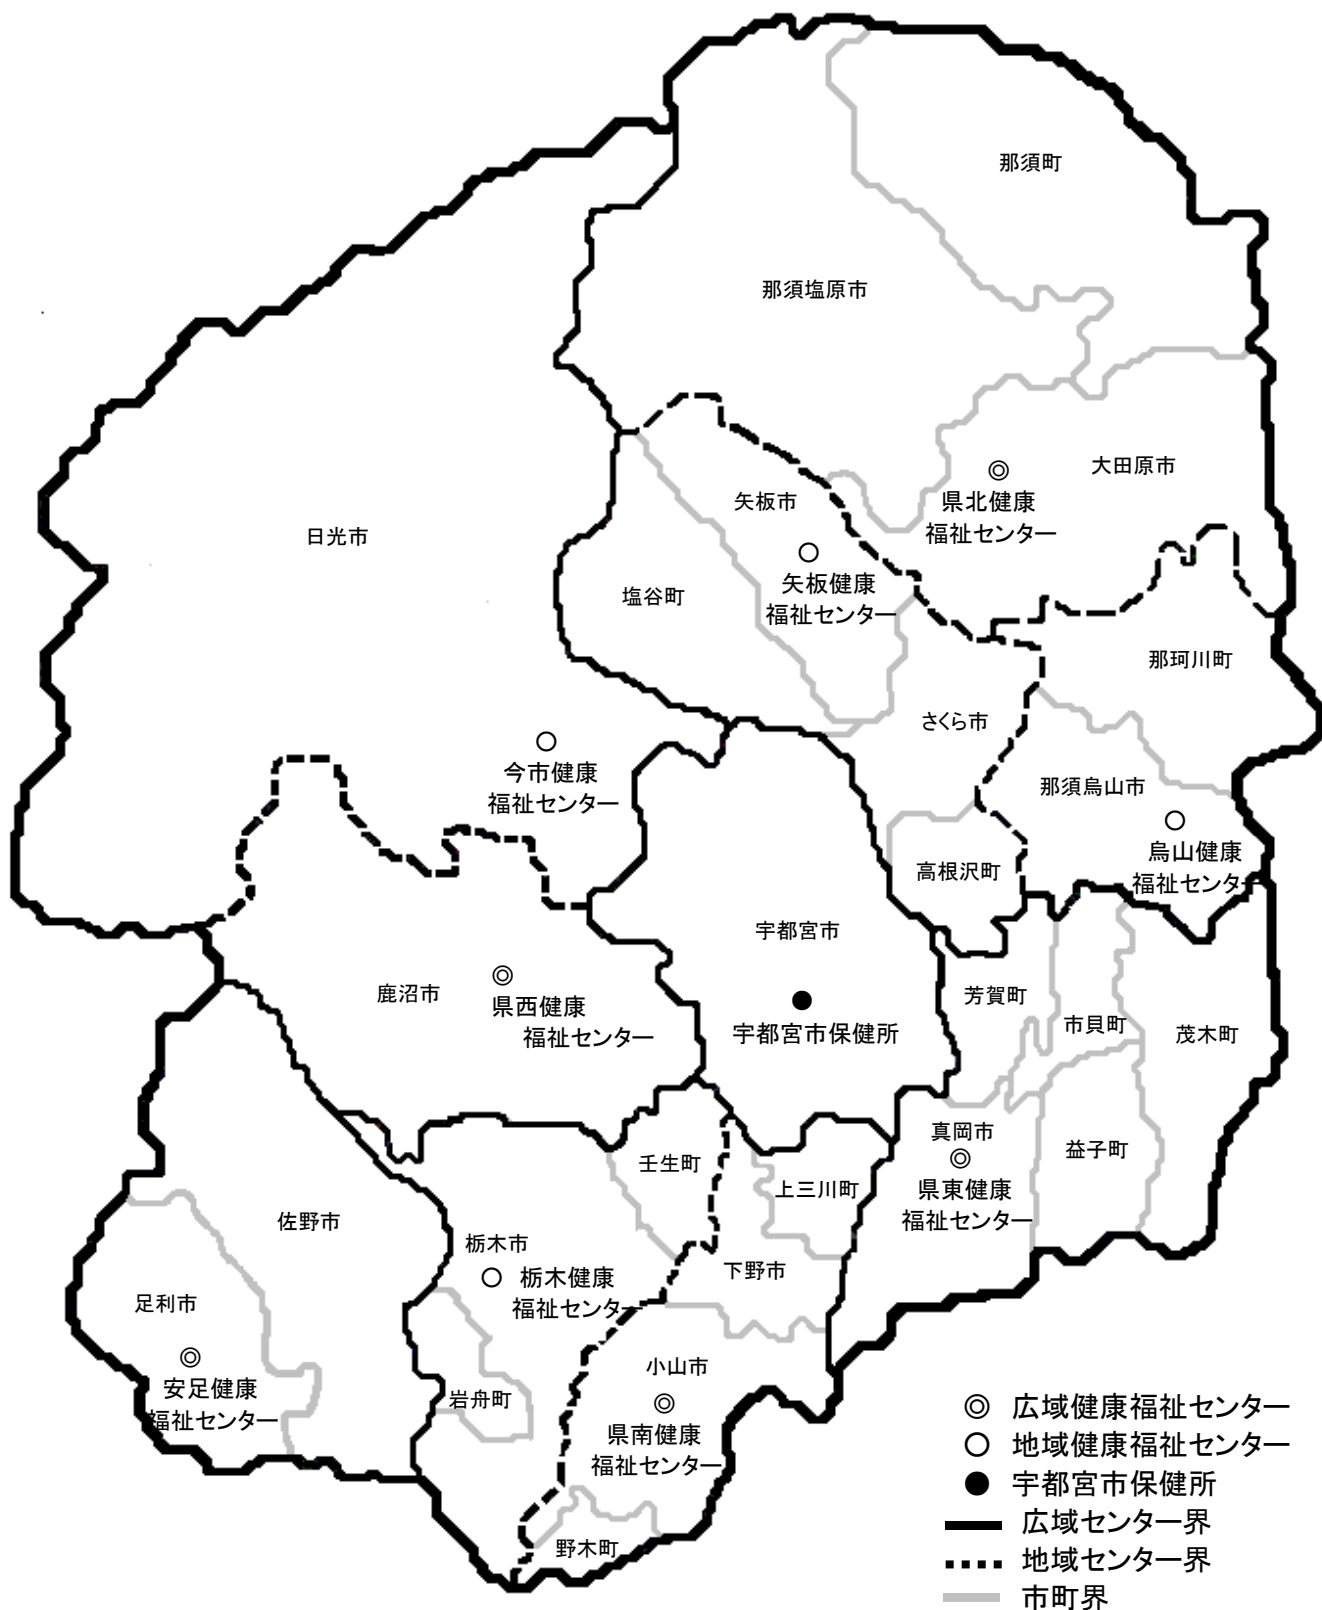 那須町
那須塩原市
大田原市
◎
県北健康
福祉センター
矢板市
日光市
○
矢板健康
福祉センター
塩谷町
那珂川町
さくら市
○
今市健康
福祉センター
那須烏山市
○
烏山健康
福祉センター
高根沢町
宇都宮市
●
宇都宮市保健所
鹿沼市
◎
県西健康
福祉センター
芳賀町
市貝町
茂木町
真岡市
◎
県東健康
福祉センター
益子町
壬生町
上三川町
佐野市
栃木市
○ 栃木健康
福祉センター
下野市
足利市
◎
安足健康
福祉センター
小山市
◎
県南健康
福祉センター
岩舟町
野木町
◎ 広域健康福祉センター
○ 地域健康福祉センター
● 宇都宮市保健所
広域センター界
地域センター界
市町界